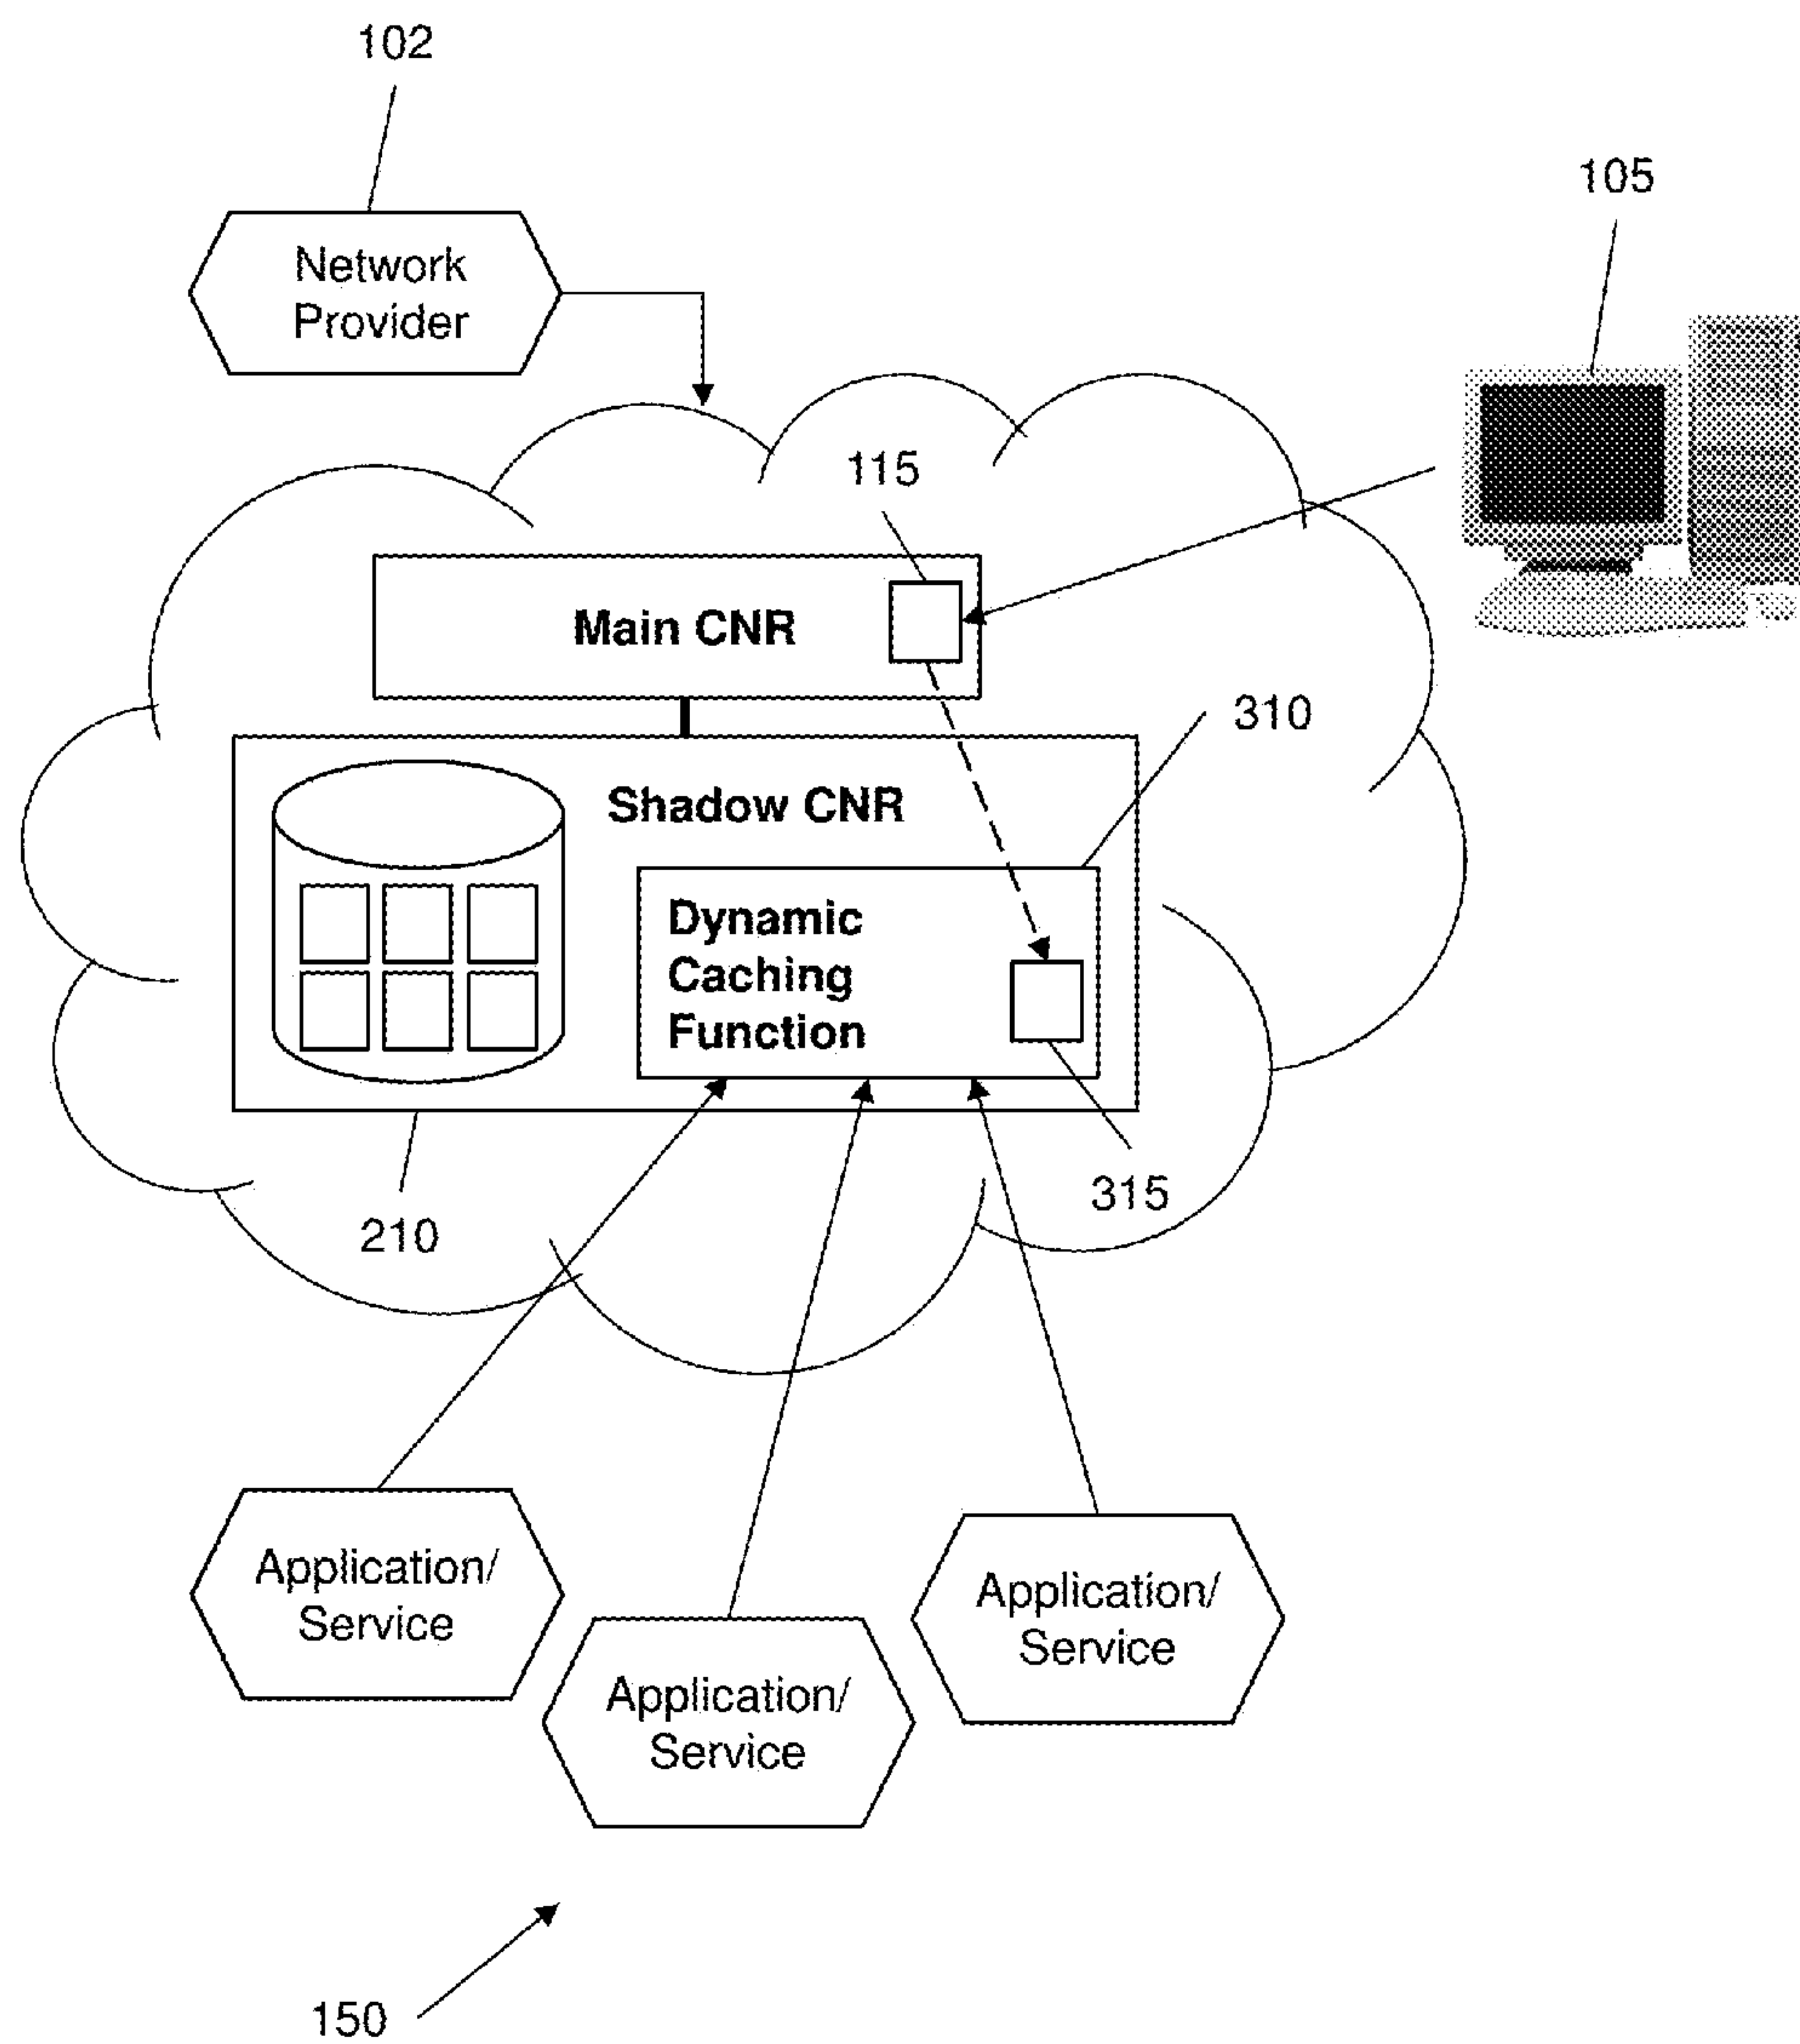 102
105
Network
Provider
115
Main CNR
310
Shadow CNR
Dynamic
Caching
Function
315
210
Application/
Service
Application/
Service
Application/
Service
150